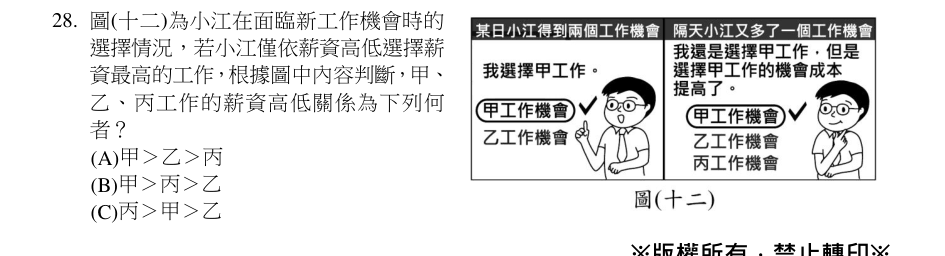 28. 圖(十二)為小江在面臨新工作機會時的
選擇情況，若小江僅依薪資高低選擇薪
資最高的工作，根據圖中內容判斷，甲、
乙、丙工作的薪資高低關係為下列何
者？
(A)甲＞乙＞丙
(B)甲＞丙＞乙
(C)丙＞甲＞乙
某日小江得到兩個工作機會
我選擇甲工作。
甲工作機會
乙工作機會
隔天小江又多了一個工作機會
我還是選擇甲工作，但是
選擇甲工作的機會成本
提高了。
甲工作機會
乙工作機會
丙工作機會
圖(十二)
※版權所有．禁止轉印※